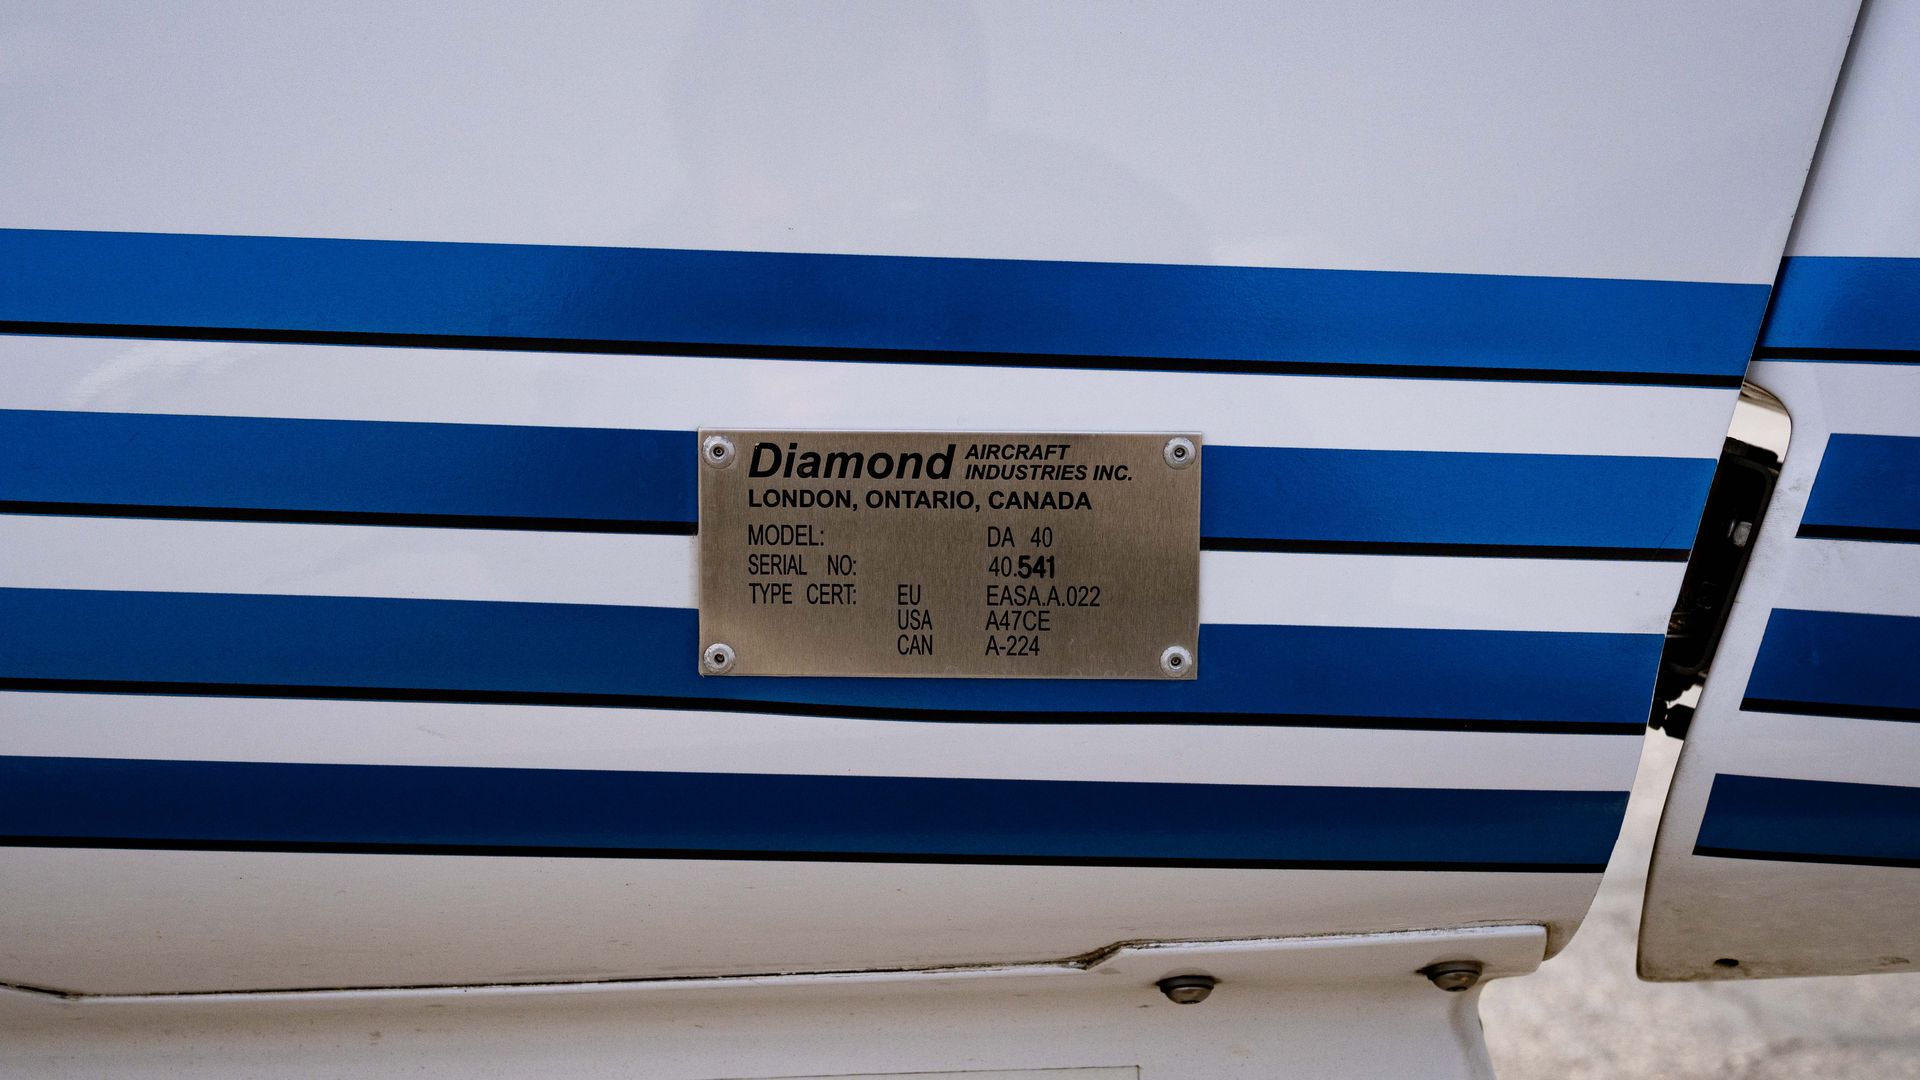 Diamond AIRCRAFT INDUSTRIES INC.
LONDON, ONTARIO, CANADA
MODEL: DA 40
SERIAL NO: 40.541
TYPE CERT: EU EASA.A.022
USA A47CE
CAN A-224